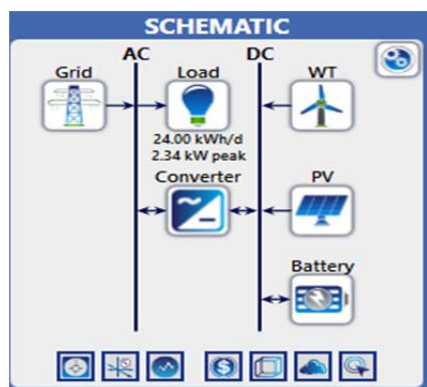 SCHEMATIC
AC DC
Grid Load WT
24.00 kWh/d
2.34 kW peak
Converter PV
Battery